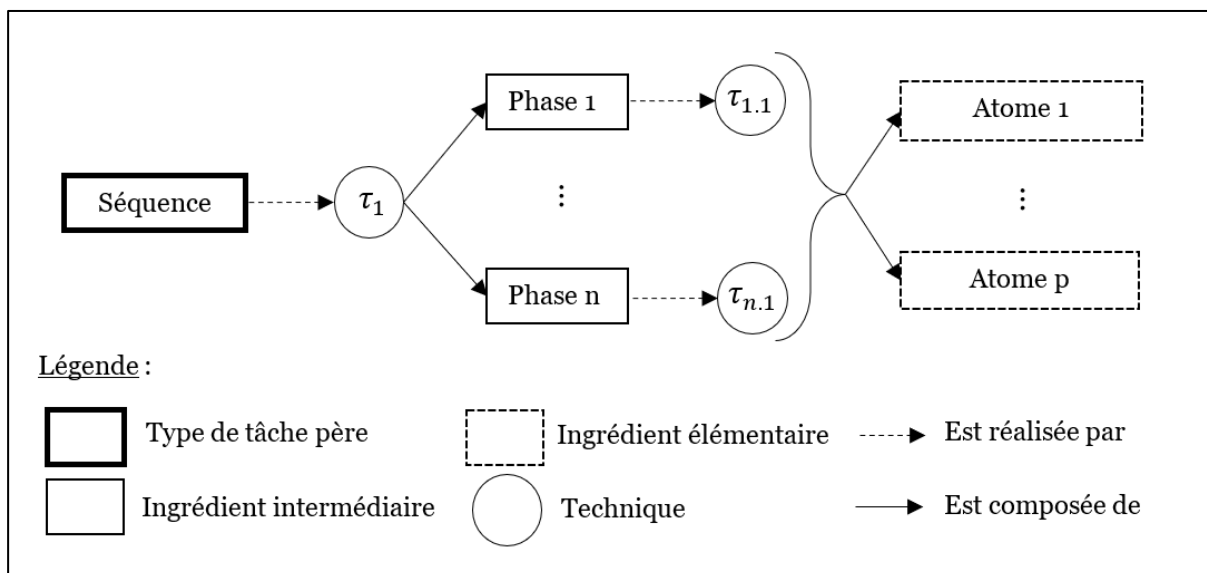 Phase 1
τ1.1
Atome 1
Séquence
τ1
⋮
⋮
Phase n
τn.1
Atome p
Légende :
Type de tâche père
Ingrédient élémentaire
Est réalisée par
Ingrédient intermédiaire
Technique
Est composée de